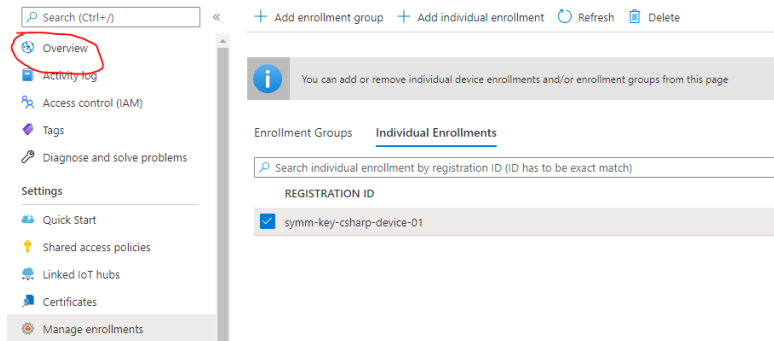 Search (Ctrl+/)
«
Overview
Activity log
Access control (IAM)
Tags
Diagnose and solve problems
Settings
Quick Start
Shared access policies
Linked IoT hubs
Certificates
Manage enrollments
+ Add enrollment group + Add individual enrollment Refresh Delete
You can add or remove individual device enrollments and/or enrollment groups from this page
Enrollment Groups Individual Enrollments
Search individual enrollment by registration ID (ID has to be exact match)
REGISTRATION ID
symm-key-csharp-device-01